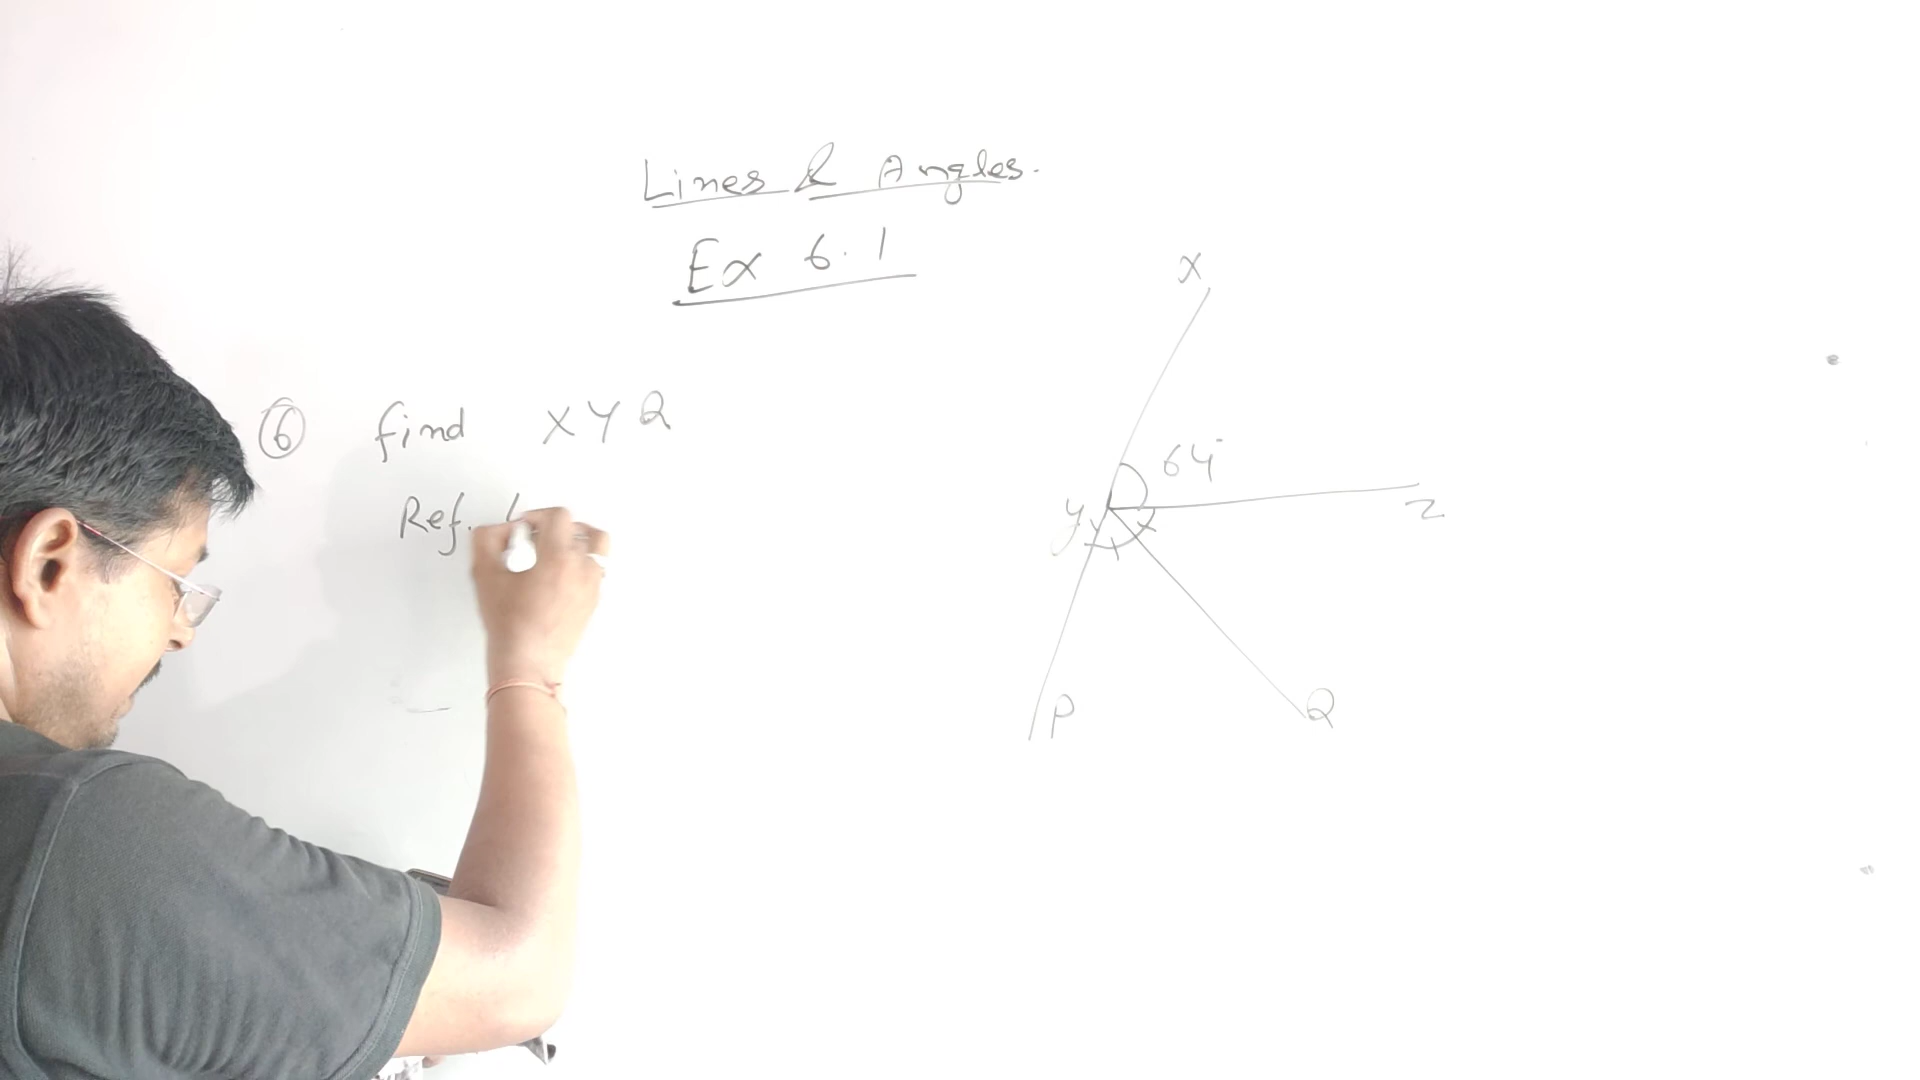 Lines & Angles.
Ex 6.1
⑥ find XYQ
Ref.
X
64°
y
z
P
Q